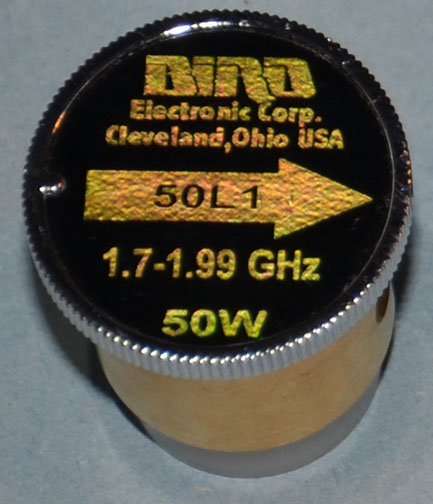 BIRD
Electronic Corp.
Cleveland,Ohio USA
50L1
1.7-1.99 GHz
50W